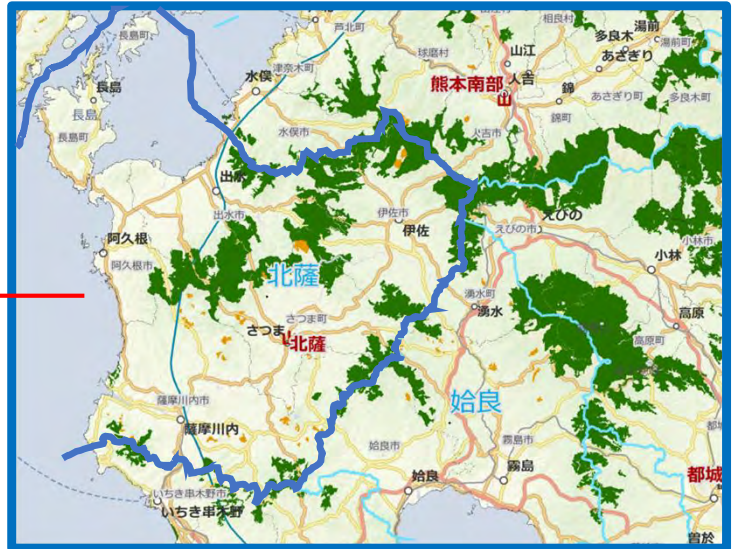 長島町
芦北町
球磨村
山江
相良村
湯前
多良木
湯前町
長島
津奈木町
水俣
熊本南部
人吉
あさぎり
錦
あさぎり町
多良木町
長島
長島町
水俣市
人吉市
錦町
出水
出水市
伊佐市
伊佐
えびの
えびの市
小林市
小林
阿久根
阿久根市
北薩
湧水町
湧水
高原
高原町
さつま町
さつま
北薩
薩摩川内市
薩摩川内
姶良
姶良市
霧島市
都城
いちき串木野市
いちき串木野
姶良
霧島
曽於